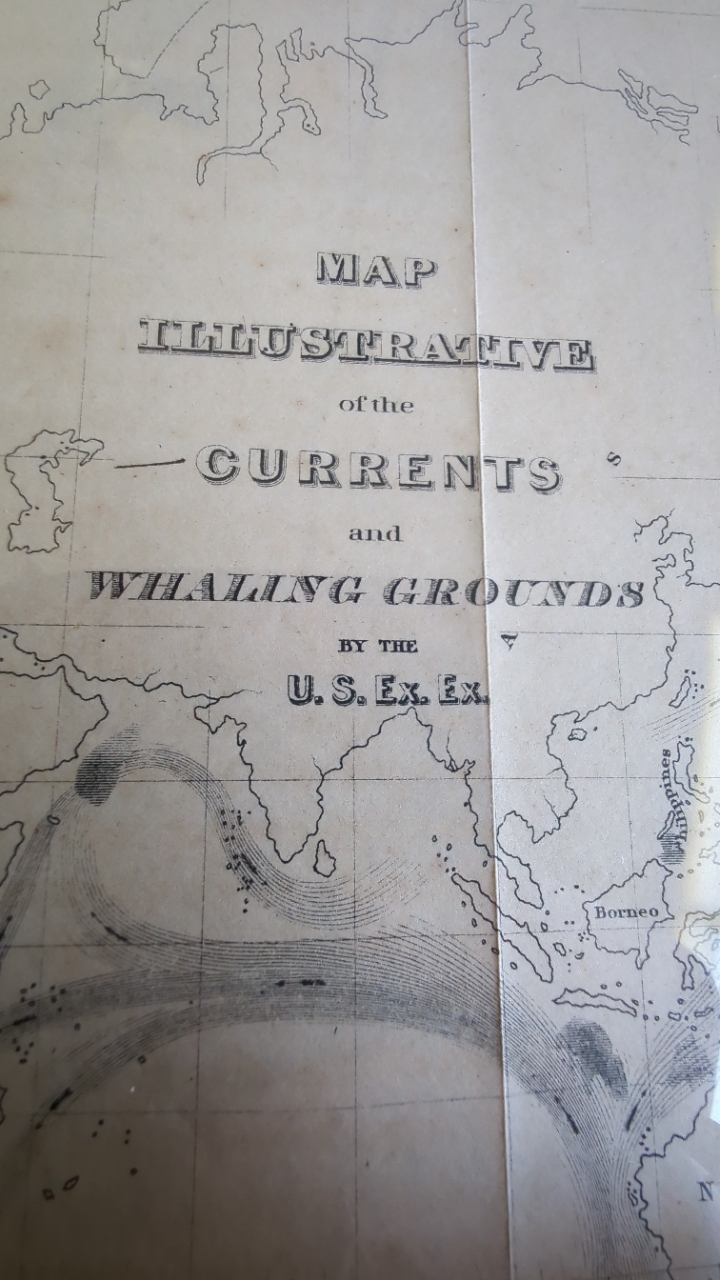 MAP
ILLUSTRATIVE
of the
CURRENTS
and
WHALING GROUNDS
BY THE
U. S. Ex. Ex.
S
A
Philippines
Borneo
N